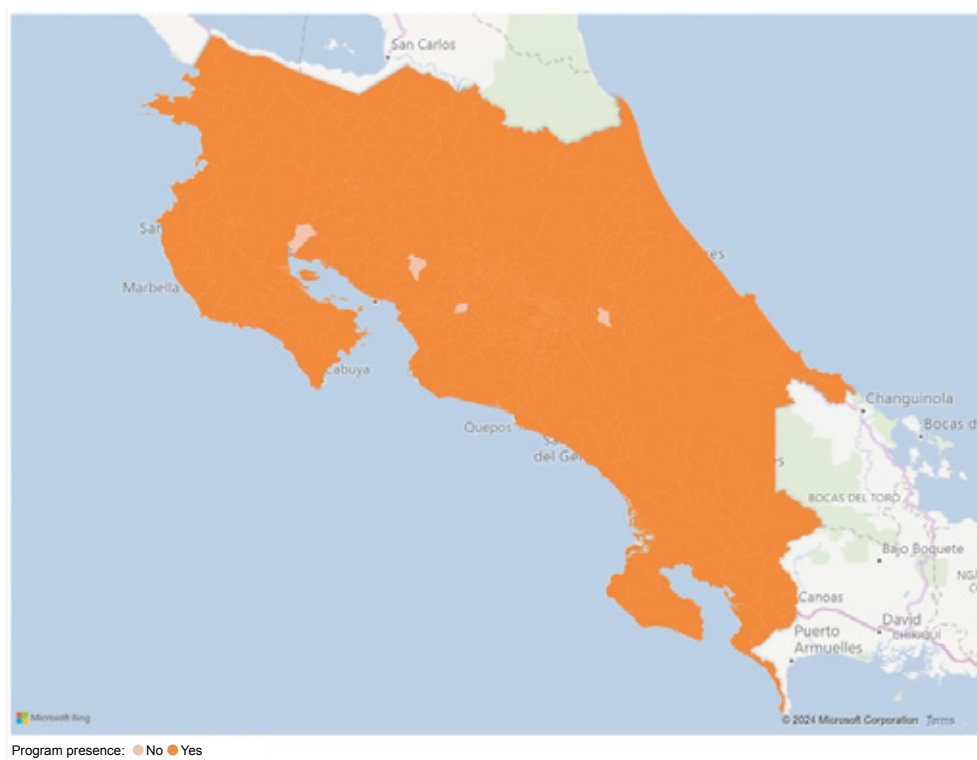 San Carlos
Marbella
Cabuya
Quepos
del Ge
Changuinola
Bocas d
BOCAS DEL TORO
Bajo Boquete
Canoas
David
CHIRIQUÍ
Puerto
Armuelles
Microsoft Bing
© 2024 Microsoft Corporation Terms
Program presence: No Yes